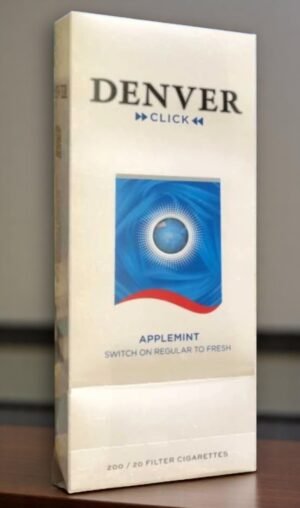 DENVER
CLICK
APPLEMINT
SWITCH ON REGULAR TO FRESH
200 / 20 FILTER CIGARETTES